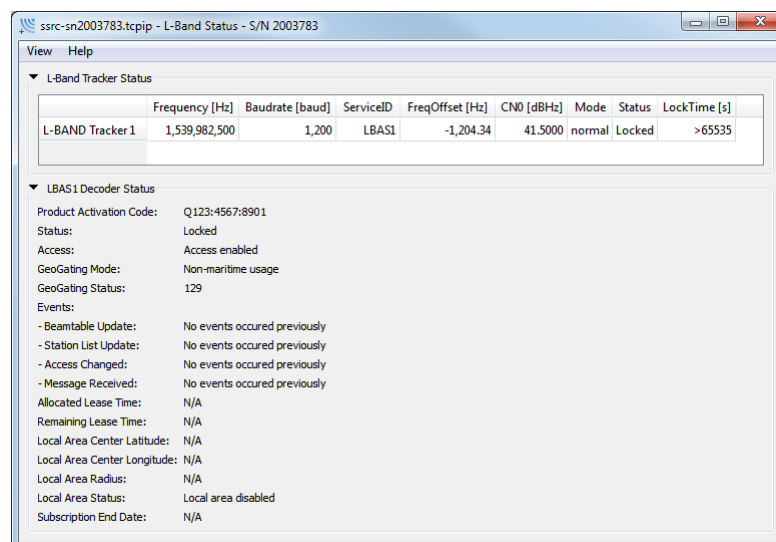 ssrc-sn2003783.tcpip - L-Band Status - S/N 2003783
View Help
L-Band Tracker Status
Frequency [Hz] Baudrate [baud] ServiceID FreqOffset [Hz] CN0 [dBHz] Mode Status LockTime [s]
L-BAND Tracker 1 1,539,982,500 1,200 LBAS1 -1,204.34 41.5000 normal Locked >65535
LBAS1 Decoder Status
Product Activation Code: Q123:4567:8901
Status: Locked
Access: Access enabled
GeoGating Mode: Non-maritime usage
GeoGating Status: 129
Events:
- Beamtable Update: No events occured previously
- Station List Update: No events occured previously
- Access Changed: No events occured previously
- Message Received: No events occured previously
Allocated Lease Time: N/A
Remaining Lease Time: N/A
Local Area Center Latitude: N/A
Local Area Center Longitude: N/A
Local Area Radius: N/A
Local Area Status: Local area disabled
Subscription End Date: N/A